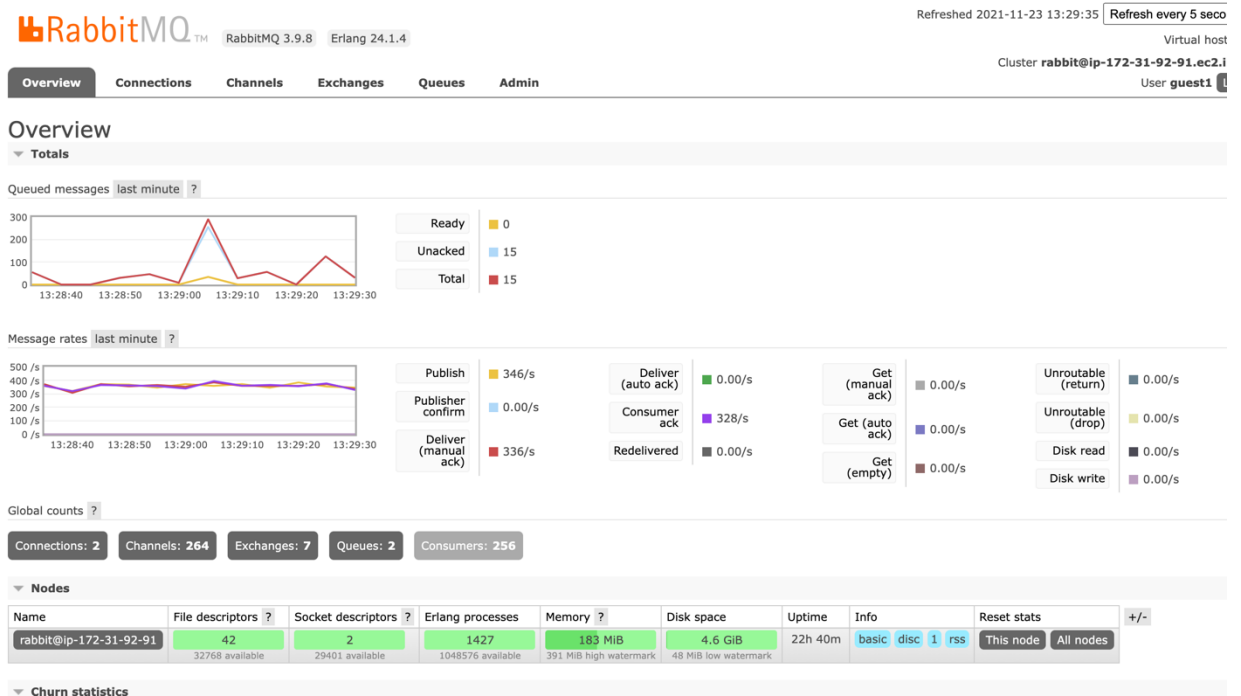 RabbitMQ TM RabbitMQ 3.9.8 Erlang 24.1.4
Refreshed 2021-11-23 13:29:35 Refresh every 5 seco
Virtual host
Cluster rabbit@ip-172-31-92-91.ec2.i
User guest1
Overview Connections Channels Exchanges Queues Admin
Overview
Totals
Queued messages last minute ?
300
200
100
0
13:28:40 13:28:50 13:29:00 13:29:10 13:29:20 13:29:30
Ready 0
Unacked 15
Total 15
Message rates last minute ?
500 /s
400 /s
300 /s
200 /s
100 /s
0 /s
13:28:40 13:28:50 13:29:00 13:29:10 13:29:20 13:29:30
Publish 346/s
Publisher
confirm 0.00/s
Deliver
(manual
ack) 336/s
Deliver
(auto ack) 0.00/s
Consumer
ack 328/s
Redelivered 0.00/s
Get
(manual
ack) 0.00/s
Get (auto
ack) 0.00/s
Get
(empty) 0.00/s
Unroutable
(return) 0.00/s
Unroutable
(drop) 0.00/s
Disk read 0.00/s
Disk write 0.00/s
Global counts ?
Connections: 2 Channels: 264 Exchanges: 7 Queues: 2 Consumers: 256
Nodes
Name File descriptors ? Socket descriptors ? Erlang processes Memory ? Disk space Uptime Info Reset stats +/-
rabbit@ip-172-31-92-91 42 2 1427 183 MiB 4.6 GiB 22h 40m basic disc 1 rss This node All nodes
32768 available 29401 available 1048576 available 391 MiB high watermark 48 MiB low watermark
Churn statistics